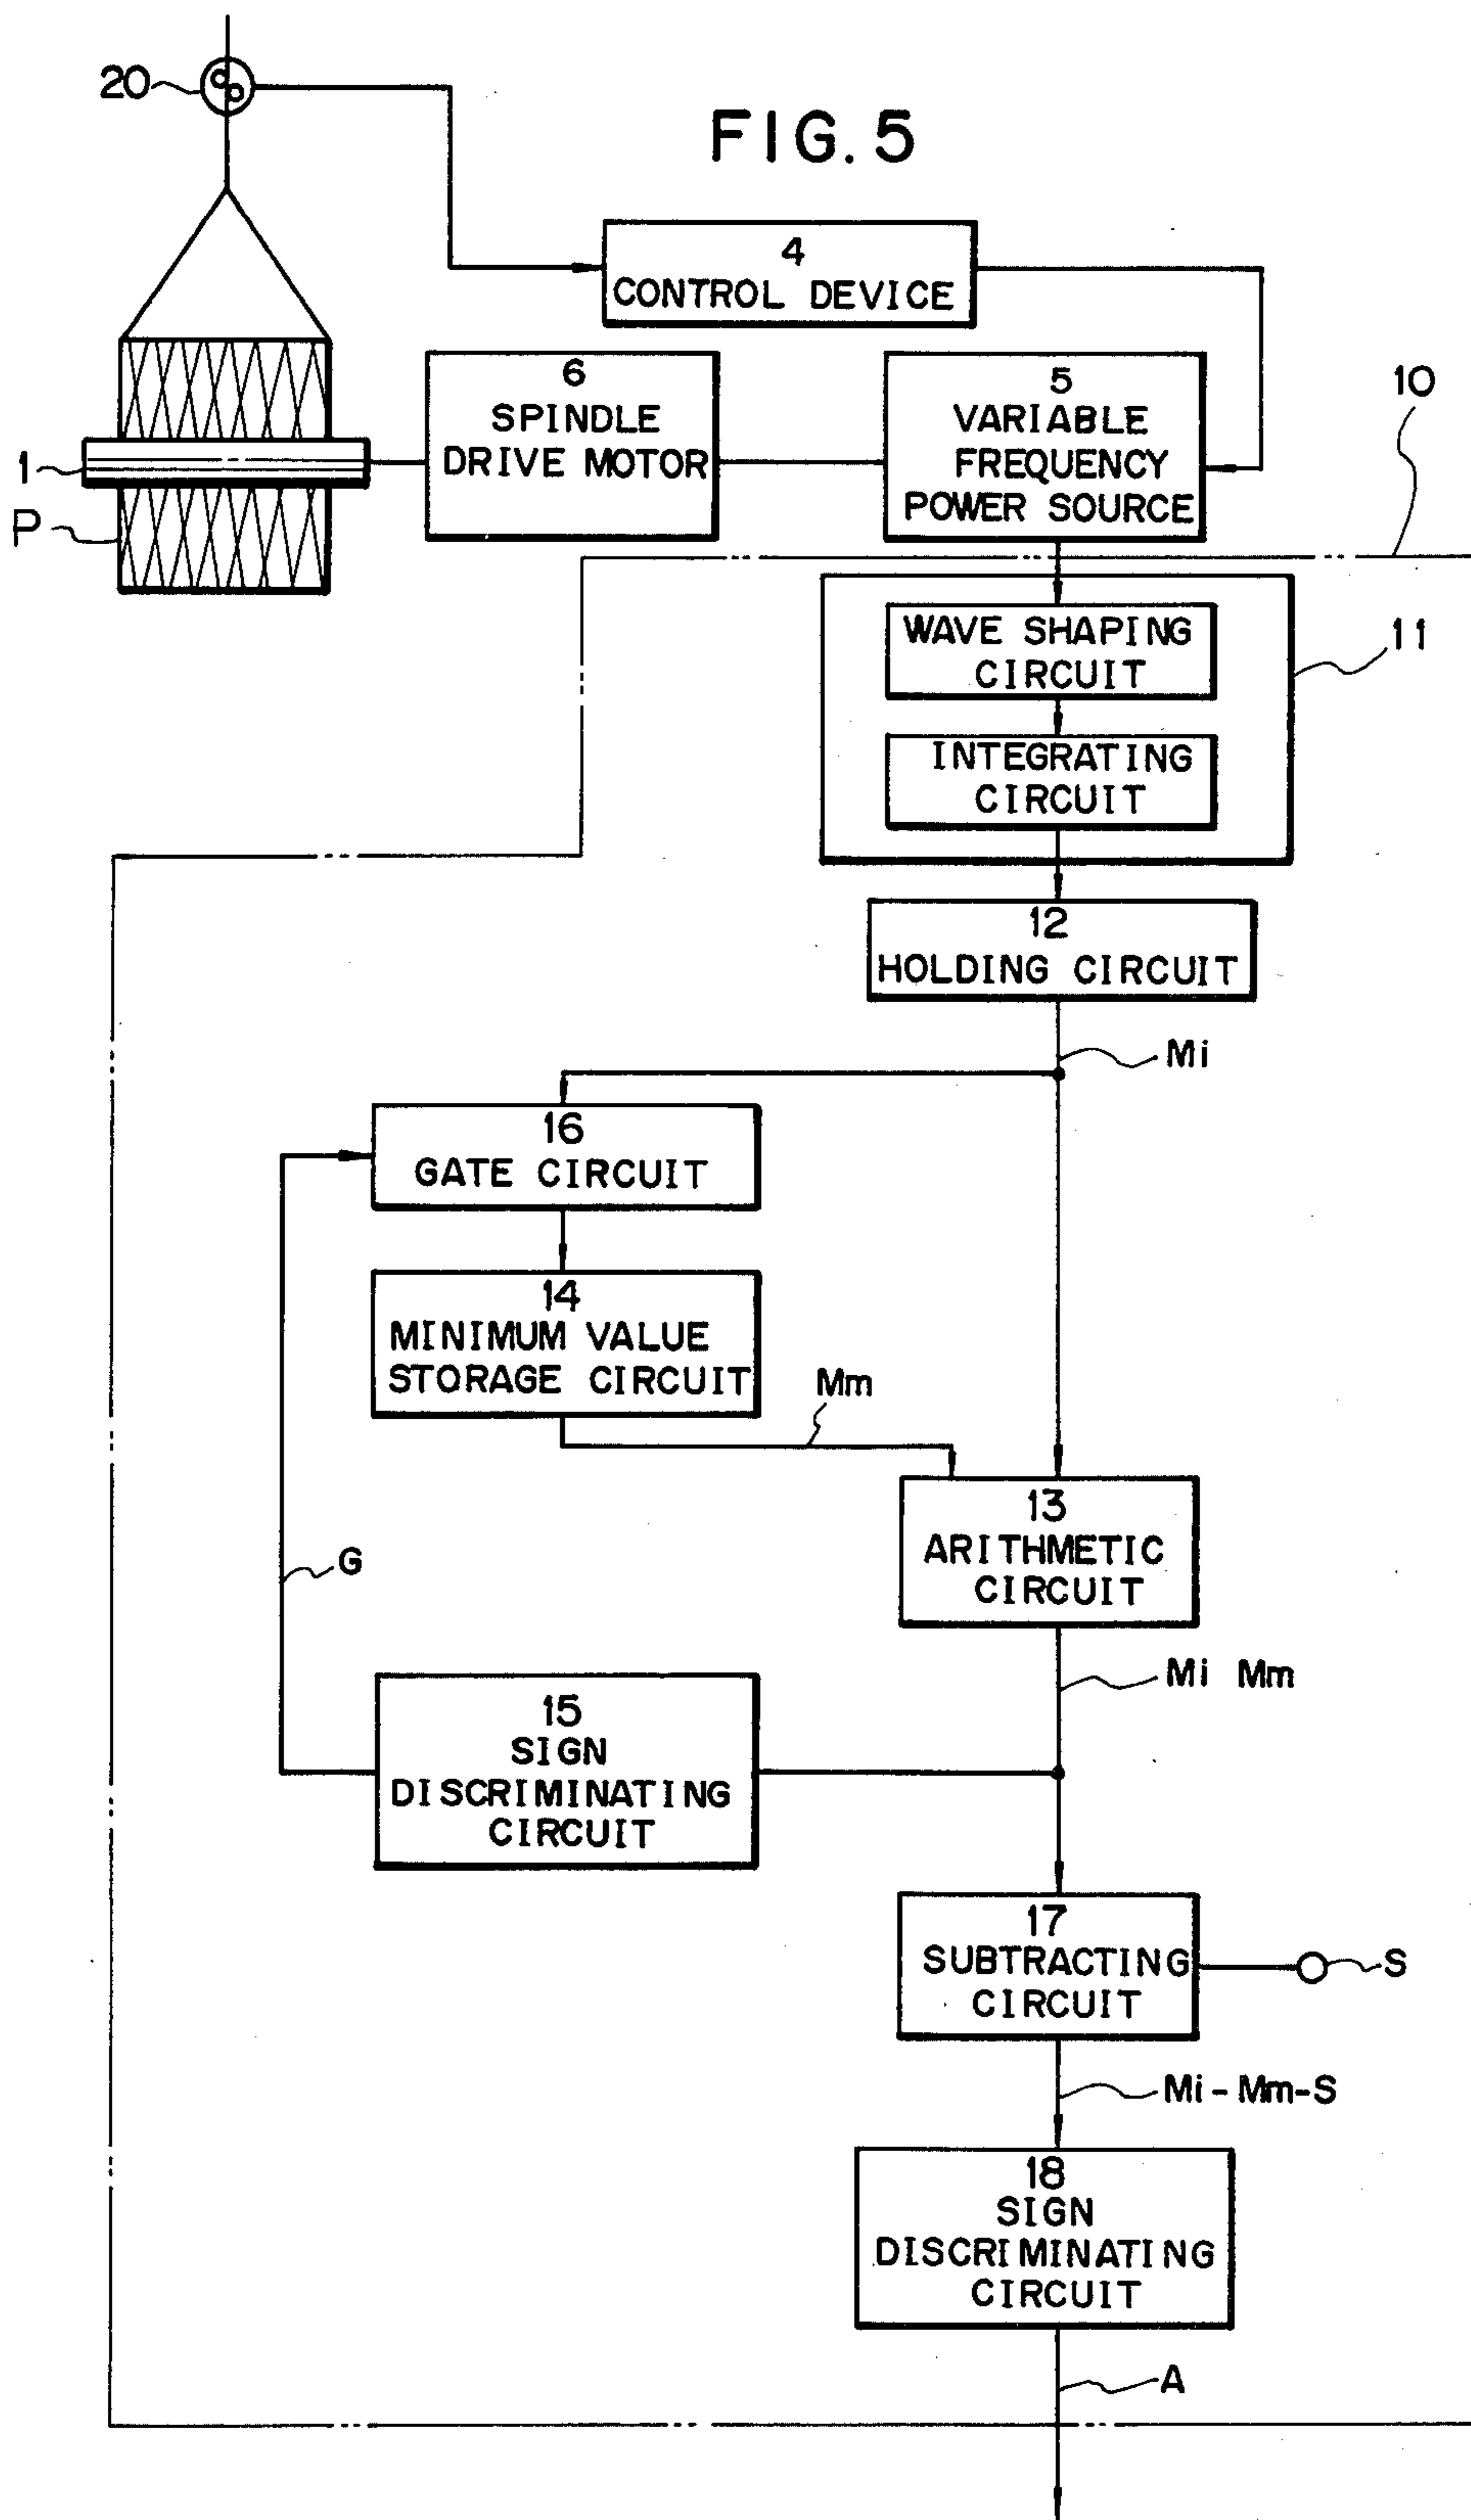 20
FIG. 5
4
CONTROL DEVICE
6
SPINDLE
DRIVE MOTOR
5
VARIABLE
FREQUENCY
POWER SOURCE
10
1
P
WAVE SHAPING
CIRCUIT
11
INTEGRATING
CIRCUIT
12
HOLDING CIRCUIT
Mi
16
GATE CIRCUIT
14
MINIMUM VALUE
STORAGE CIRCUIT
Mm
13
ARITHMETIC
CIRCUIT
G
Mi Mm
15
SIGN
DISCRIMINATING
CIRCUIT
17
SUBTRACTING
CIRCUIT
S
Mi-Mm-S
18
SIGN
DISCRIMINATING
CIRCUIT
A